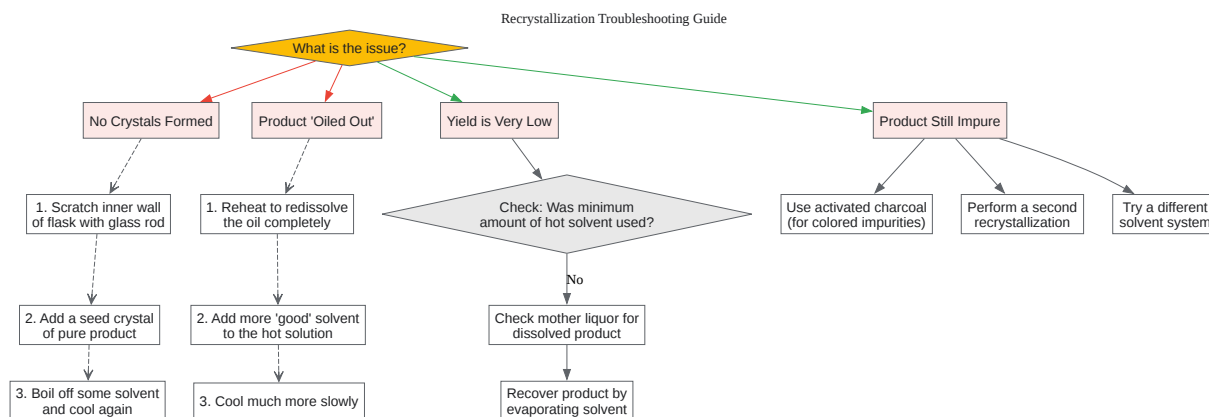 Recrystallization Troubleshooting Guide
What is the issue?
No Crystals Formed
Product 'Oiled Out'
Yield is Very Low
Product Still Impure
1. Scratch inner wall
of flask with glass rod
1. Reheat to redissolve
the oil completely
Check: Was minimum
amount of hot solvent used?
Use activated charcoal
(for colored impurities)
Perform a second
recrystallization
Try a different
solvent system
No
2. Add a seed crystal
of pure product
2. Add more 'good' solvent
to the hot solution
Check mother liquor for
dissolved product
3. Boil off some solvent
and cool again
3. Cool much more slowly
Recover product by
evaporating solvent